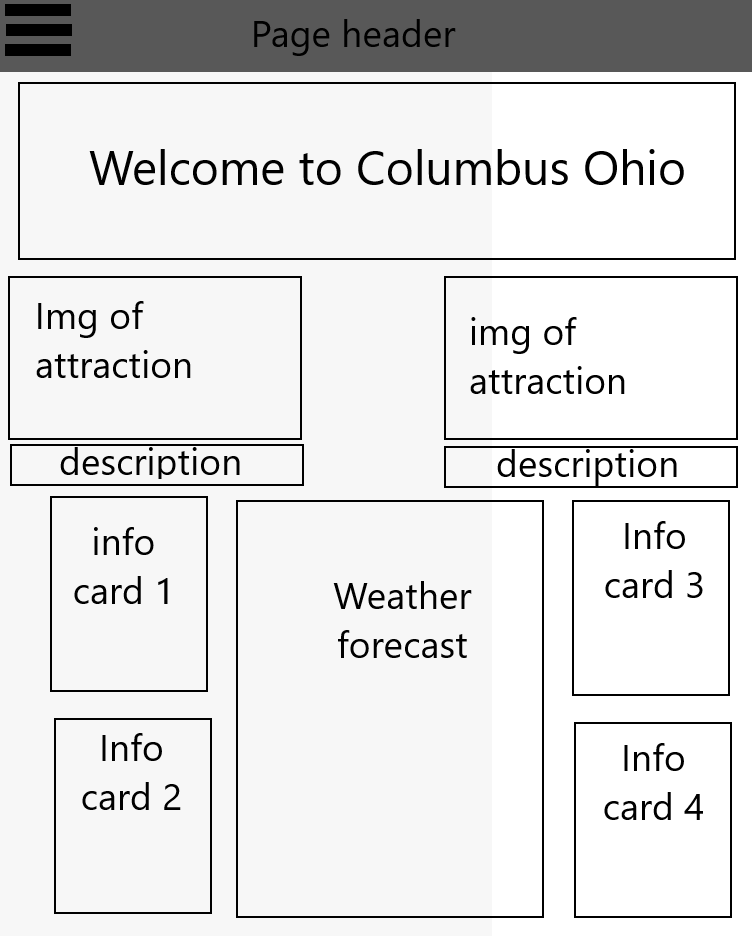 Page header
Welcome to Columbus Ohio
Img of
attraction
img of
attraction
description
description
info
card 1
Weather
forecast
Info
card 3
Info
card 2
Info
card 4